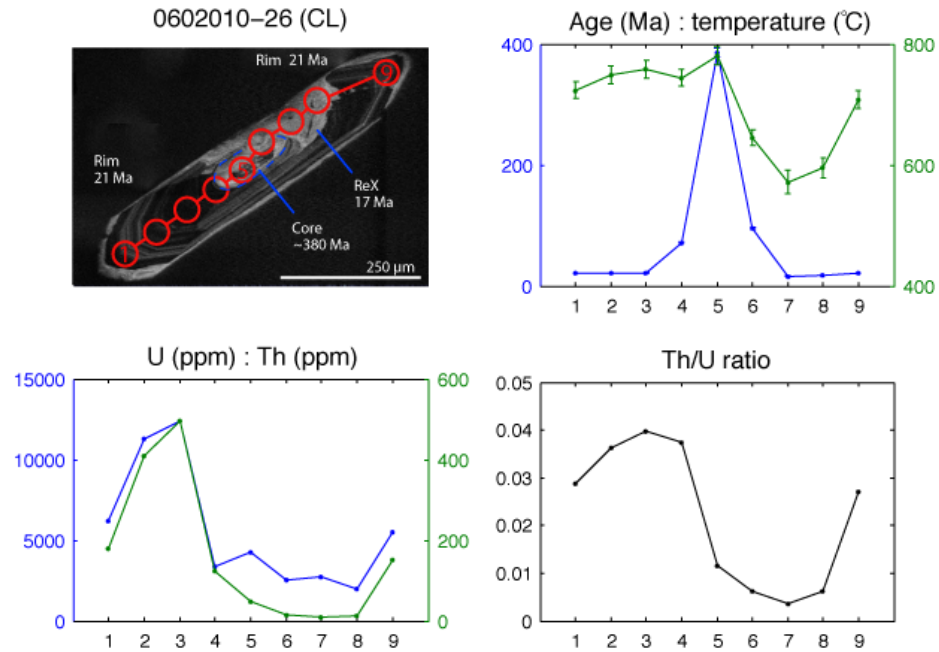 0602010−26 (CL)
Rim 21 Ma
9
Rim
21 Ma
5
ReX
17 Ma
Core
~380 Ma
1
250 µm
Age (Ma) : temperature (℃)
400
200
0
800
600
400
1 2 3 4 5 6 7 8 9
U (ppm) : Th (ppm)
15000
10000
5000
0
600
400
200
0
1 2 3 4 5 6 7 8 9
Th/U ratio
0.05
0.04
0.03
0.02
0.01
0
1 2 3 4 5 6 7 8 9